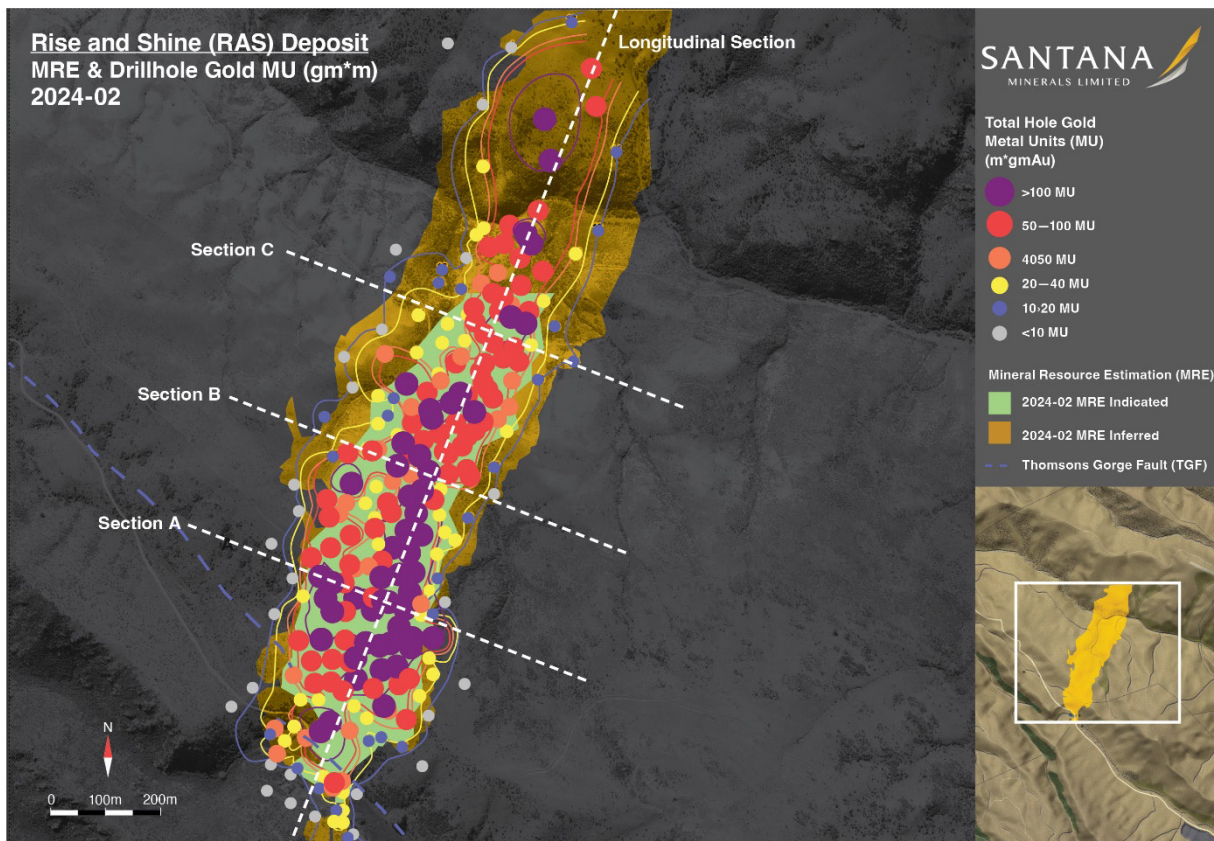 Rise and Shine (RAS) Deposit
MRE & Drillhole Gold MU (gm*m)
2024-02
Longitudinal Section
Section C
Section B
Section A
N
0 100m 200m
SANTANA
MINERALS LIMITED
Total Hole Gold
Metal Units (MU)
(m*gmAu)
>100 MU
50—100 MU
4050 MU
20—40 MU
10›20 MU
<10 MU
Mineral Resource Estimation (MRE)
2024-02 MRE Indicated
2024-02 MRE Inferred
Thomsons Gorge Fault (TGF)